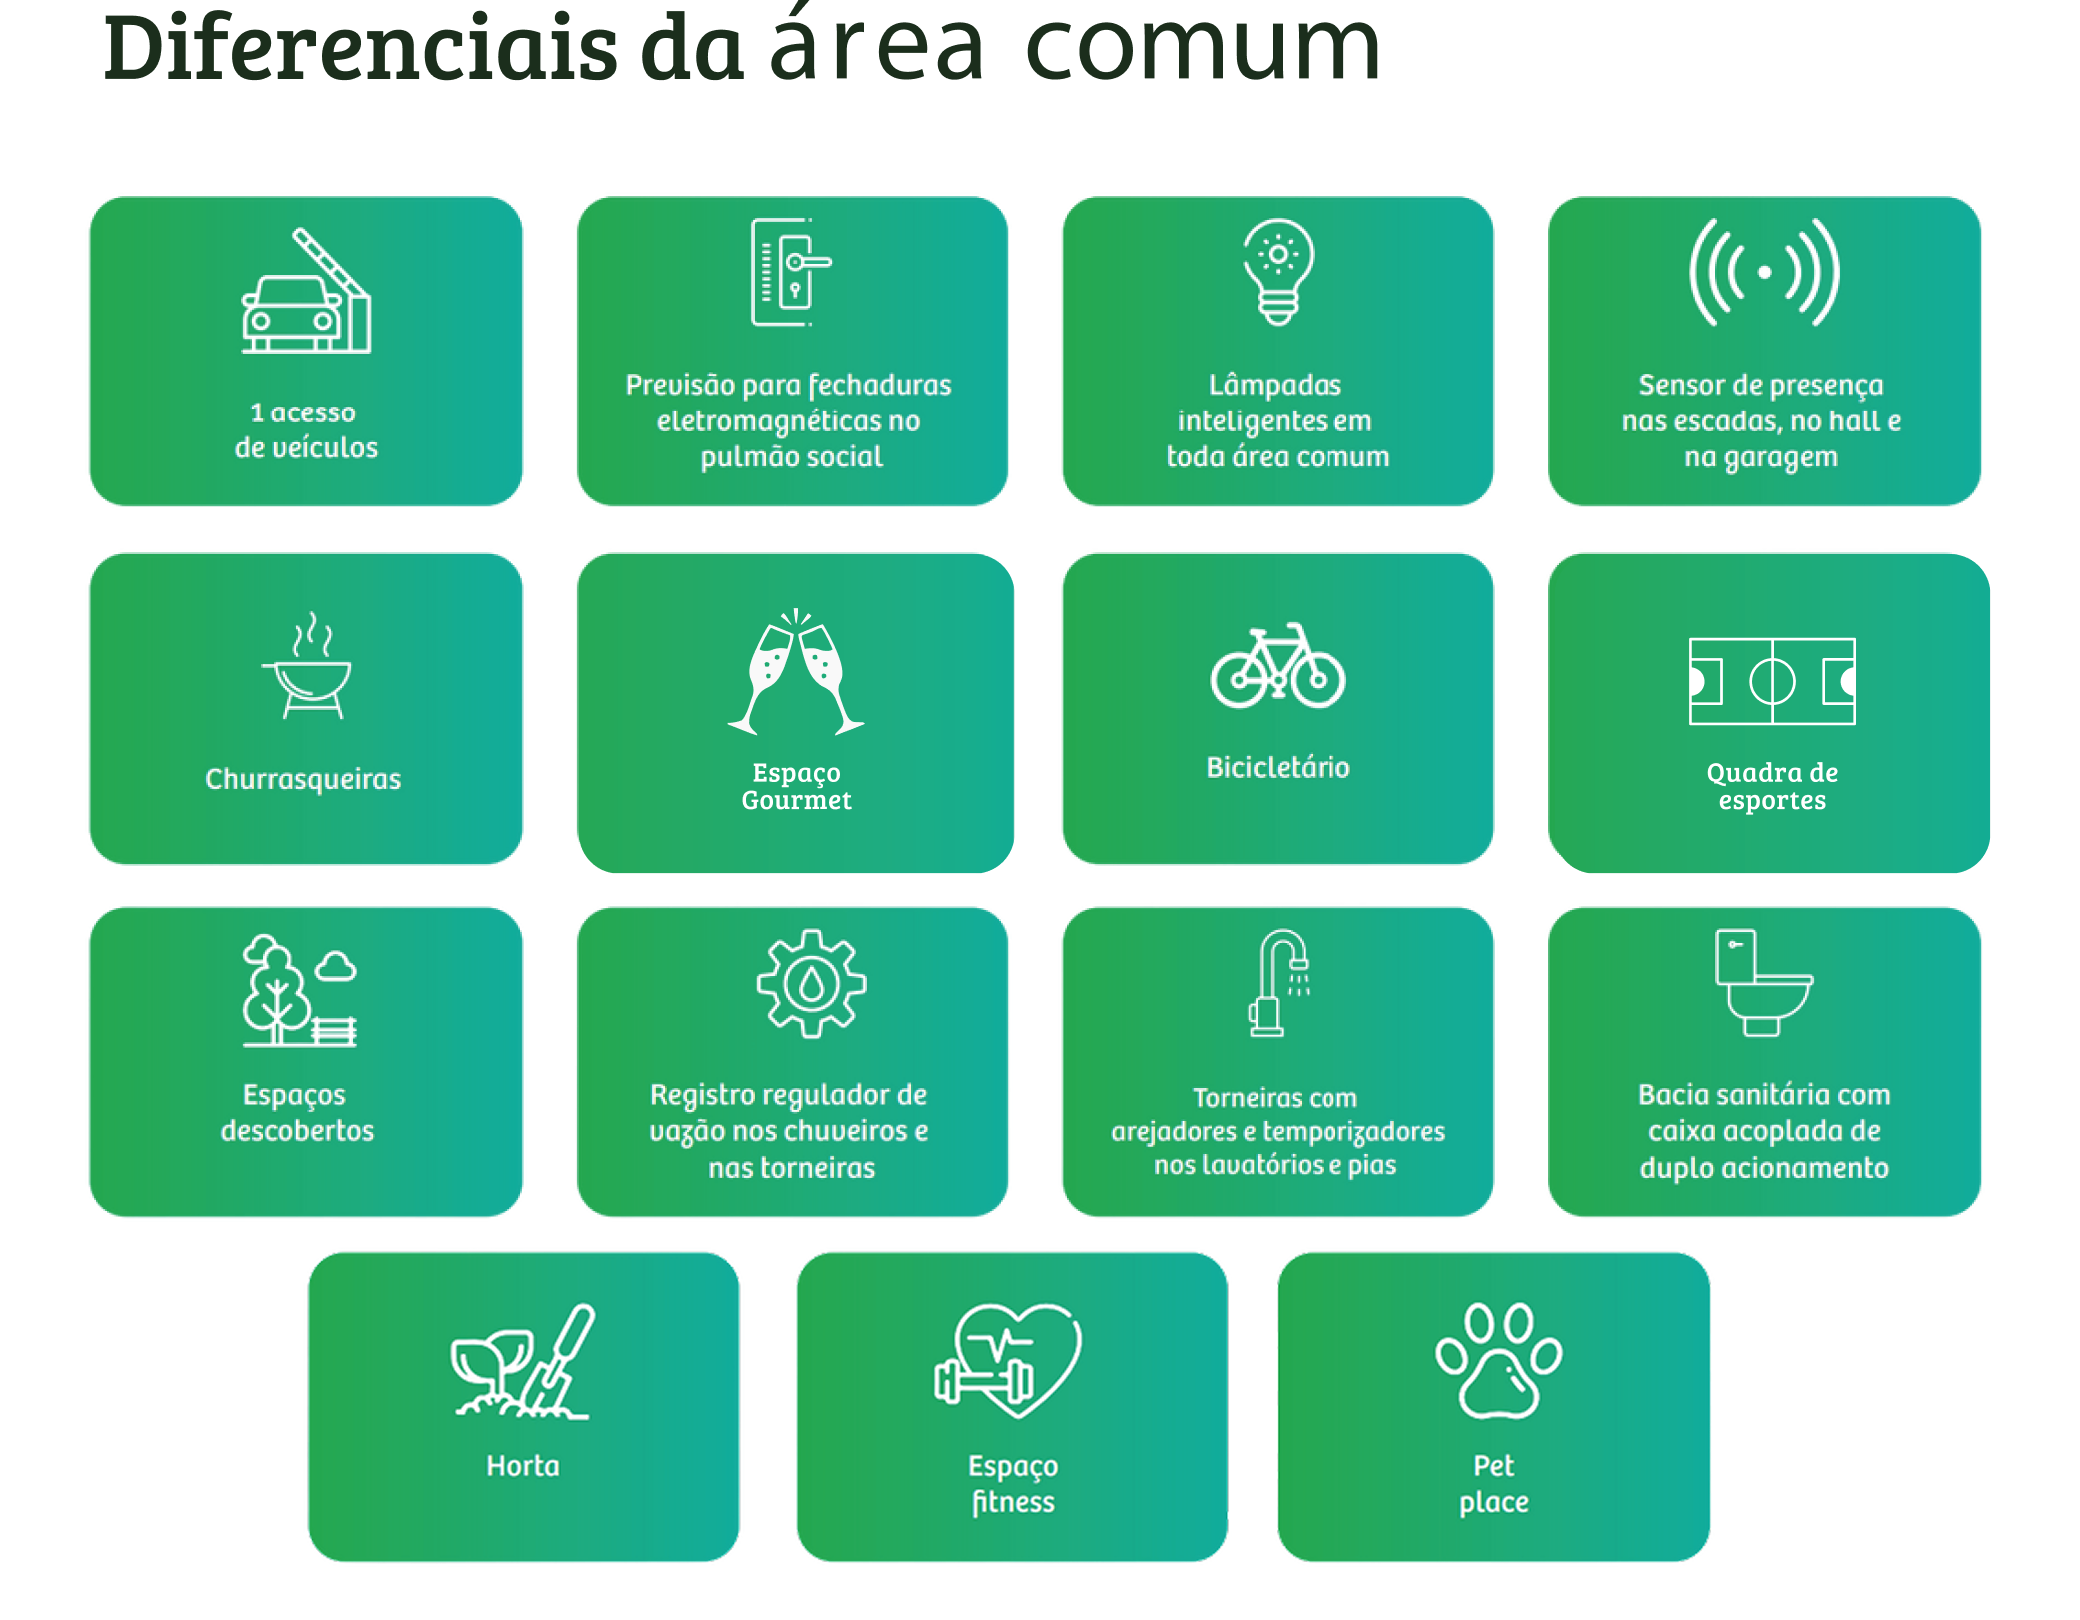 Diferenciais da área comum
1 acesso
de veículos
Previsão para fechaduras
eletromagnéticas no
pulmão social
Lâmpadas
inteligentes em
toda área comum
Sensor de presença
nas escadas, no hall e
na garagem
Churrasqueiras
Espaço
Gourmet
Bicicletário
Quadra de
esportes
Espaços
descobertos
Registro regulador de
vazão nos chuveiros e
nas torneiras
Torneiras com
arejadores e temporizadores
nos lavatórios e pias
Bacia sanitária com
caixa acoplada de
duplo acionamento
Horta
Espaço
fitness
Pet
place